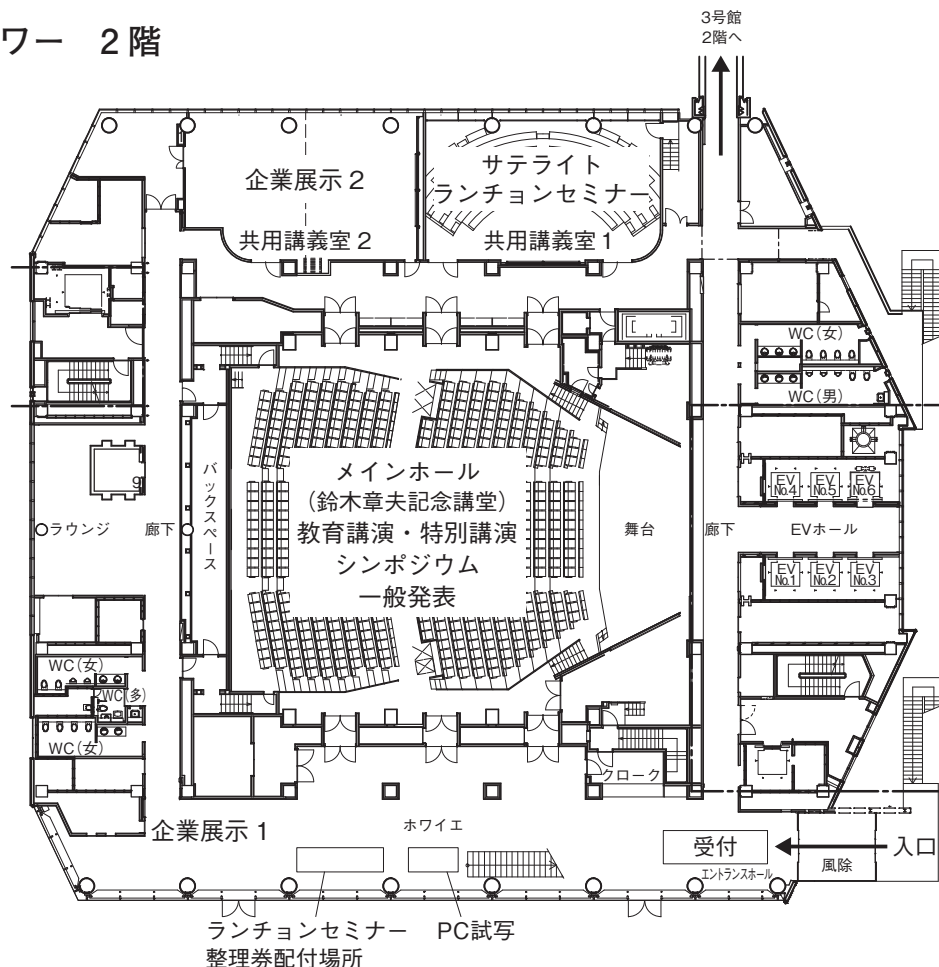 ワー 2階
3号館
2階へ
企業展示2
共用講義室2
サテライト
ランチョンセミナー
共用講義室1
WC(女)
WC(男)
メインホール
(鈴木章夫記念講堂)
教育講演・特別講演
シンポジウム
一般発表
バックスペース
ラウンジ
廊下
舞台
廊下
EVホール
EV
No.4
EV
No.5
EV
No.6
EV
No.1
EV
No.2
EV
No.3
WC(女)
WC(多)
WC(女)
クローク
企業展示1
ホワイエ
受付
エントランスホール
風除
入口
ランチョンセミナー
整理券配付場所
PC試写